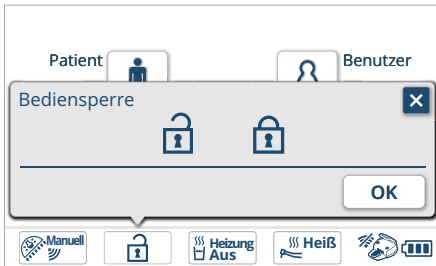 Patient
Benutzer
Bediensperre
OK
Manuell
Heizung
Aus
Heiß